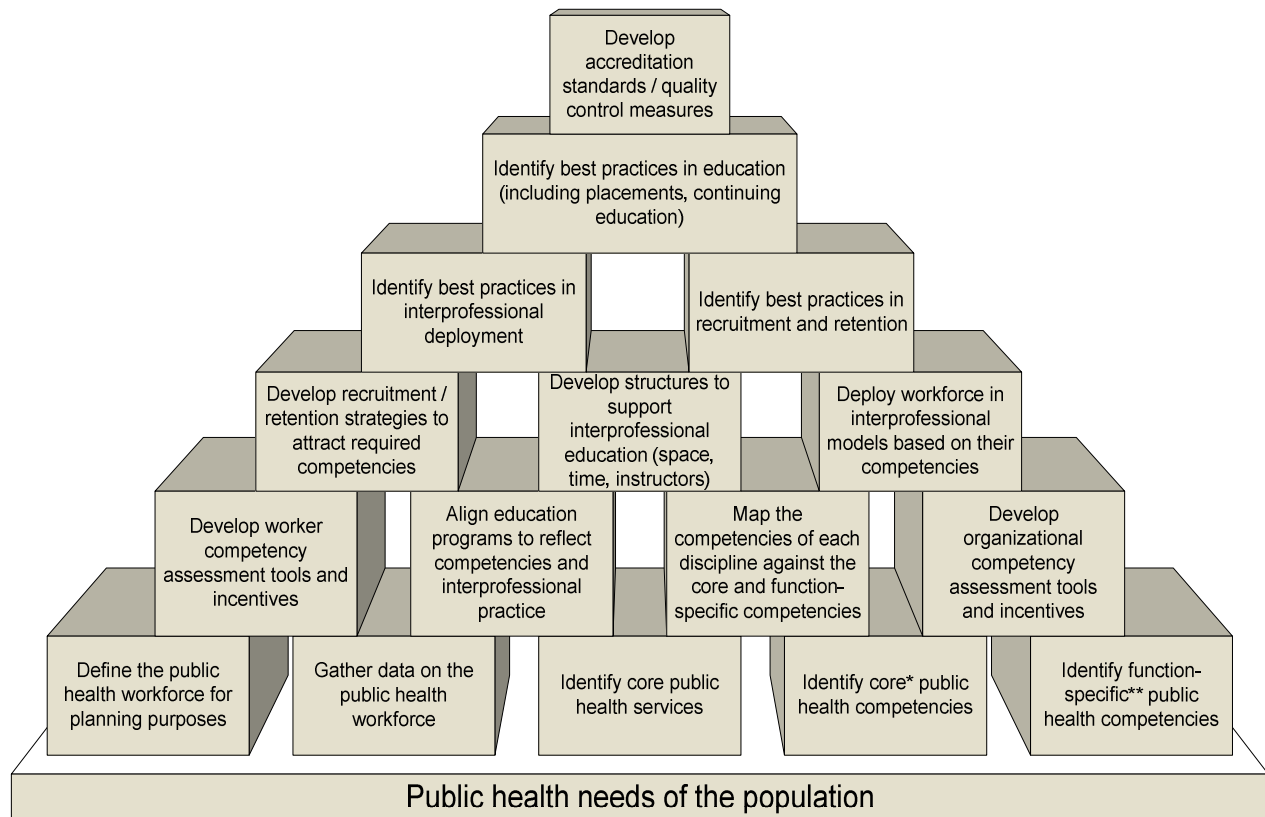 Develop
accreditation
standards / quality
control measures
Identify best practices in education
(including placements, continuing
education)
Identify best practices in
interprofessional
deployment
Identify best practices in
recruitment and retention
Develop recruitment /
retention strategies to
attract required
competencies
Develop structures to
support
interprofessional
education (space,
time, instructors)
Deploy workforce in
interprofessional
models based on their
competencies
Develop worker
competency
assessment tools and
incentives
Align education
programs to reflect
competencies and
interprofessional
practice
Map the
competencies of each
discipline against the
core and function-
specific competencies
Develop
organizational
competency
assessment tools
and incentives
Define the public
health workforce for
planning purposes
Gather data on the
public health
workforce
Identify core public
health services
Identify core* public
health competencies
Identify function-
specific** public
health competencies
Public health needs of the population